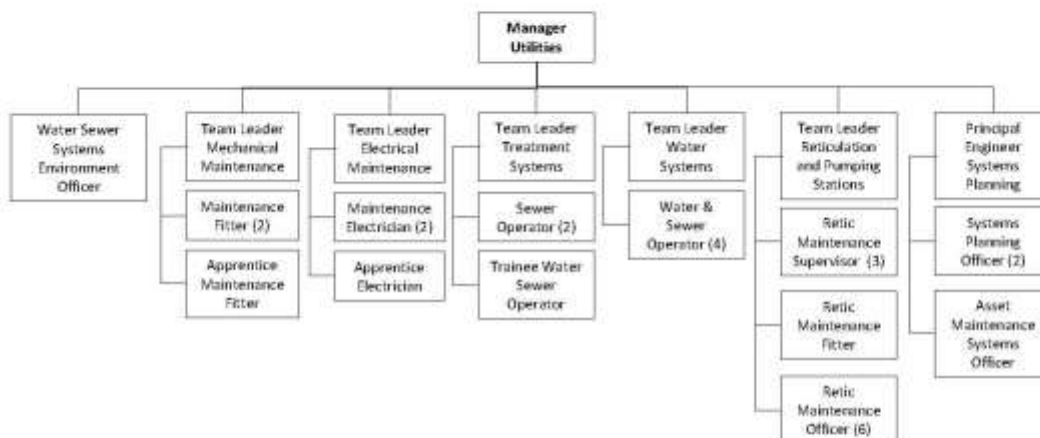 Manager
Utilities
Water Sewer
Systems
Environment
Officer
Team Leader
Mechanical
Maintenance
Maintenance
Fitter (2)
Apprentice
Maintenance
Fitter
Team Leader
Electrical
Maintenance
Maintenance
Electrician (2)
Apprentice
Electrician
Team Leader
Treatment
Systems
Sewer
Operator (2)
Trainee Water
Sewer
Operator
Team Leader
Water
Systems
Water &
Sewer
Operator (4)
Team Leader
Reticulation
and Pumping
Stations
Retic
Maintenance
Supervisor (3)
Retic
Maintenance
Fitter
Retic
Maintenance
Officer (6)
Principal
Engineer
Systems
Planning
Systems
Planning
Officer (2)
Asset
Maintenance
Systems
Officer